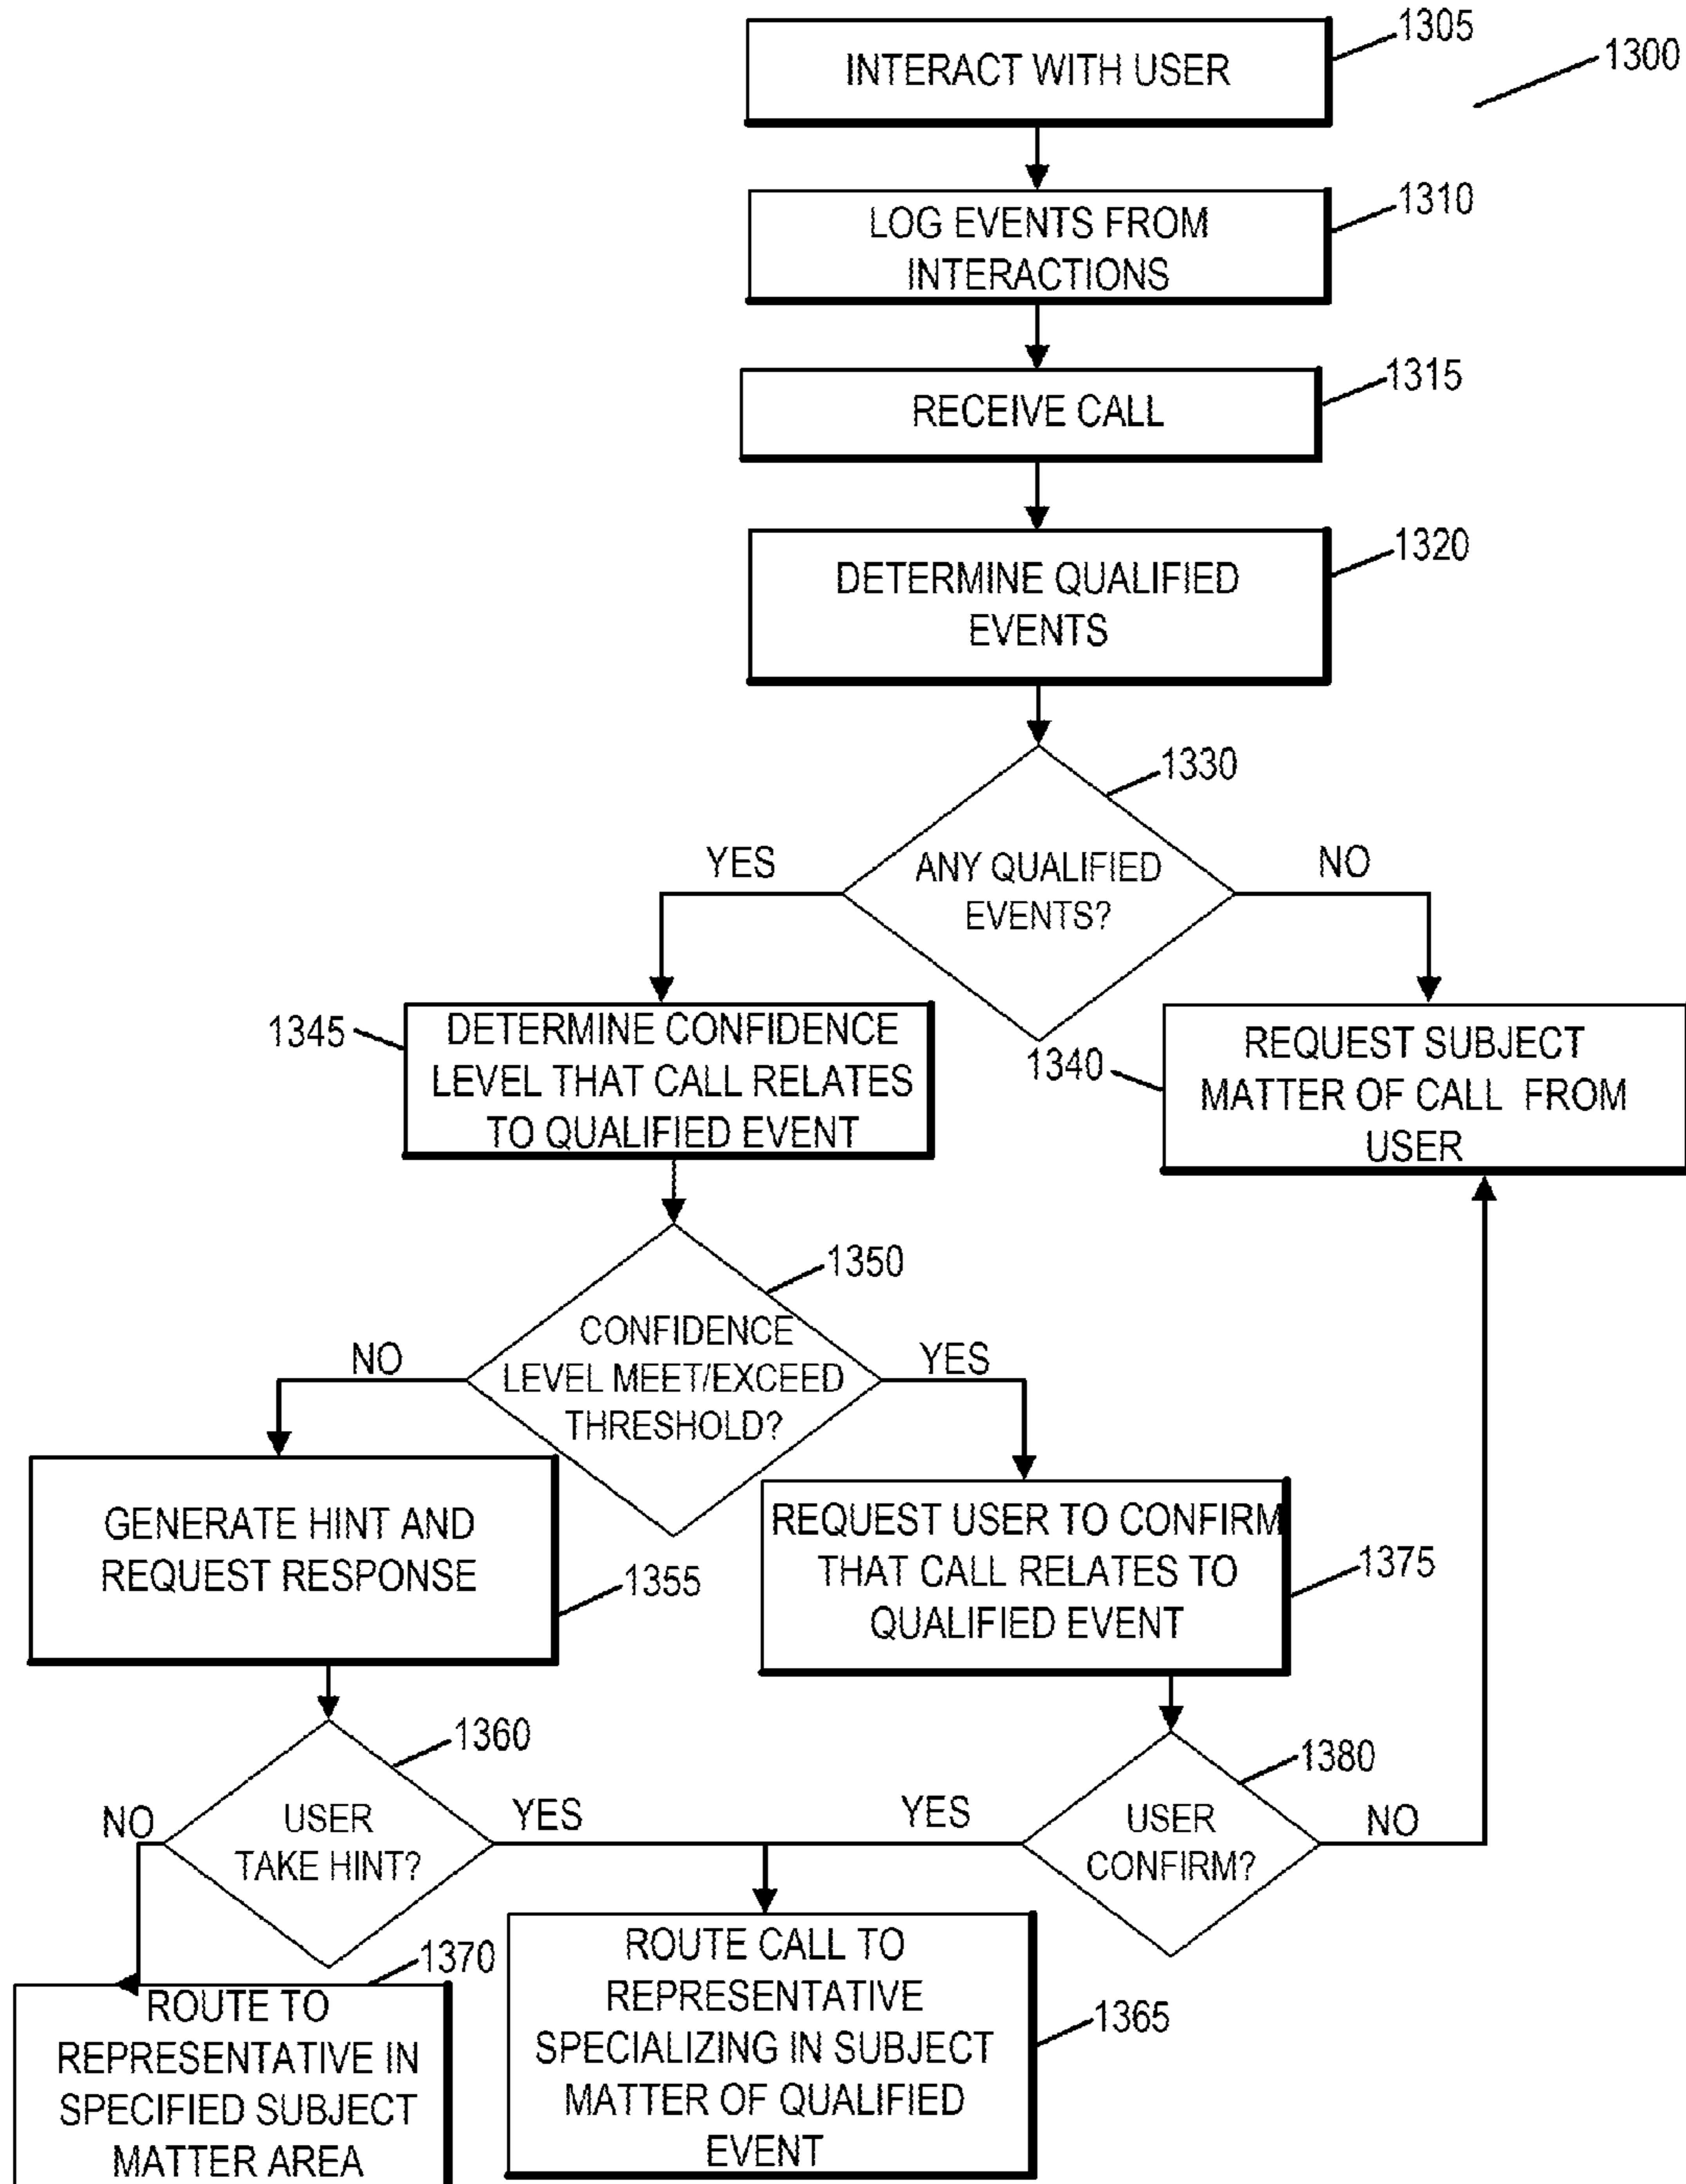 1305
INTERACT WITH USER
1300
1310
LOG EVENTS FROM
INTERACTIONS
1315
RECEIVE CALL
1320
DETERMINE QUALIFIED
EVENTS
1330
YES
ANY QUALIFIED
EVENTS?
NO
1345
DETERMINE CONFIDENCE
LEVEL THAT CALL RELATES
TO QUALIFIED EVENT
1340
REQUEST SUBJECT
MATTER OF CALL FROM
USER
1350
NO
CONFIDENCE
LEVEL MEET/EXCEED
THRESHOLD?
YES
GENERATE HINT AND
REQUEST RESPONSE
1355
REQUEST USER TO CONFIRM
THAT CALL RELATES TO
QUALIFIED EVENT
1375
1360
NO
USER
TAKE HINT?
YES
1380
YES
USER
CONFIRM?
NO
1370
ROUTE TO
REPRESENTATIVE IN
SPECIFIED SUBJECT
MATTER AREA
ROUTE CALL TO
REPRESENTATIVE
SPECIALIZING IN SUBJECT
MATTER OF QUALIFIED
EVENT
1365